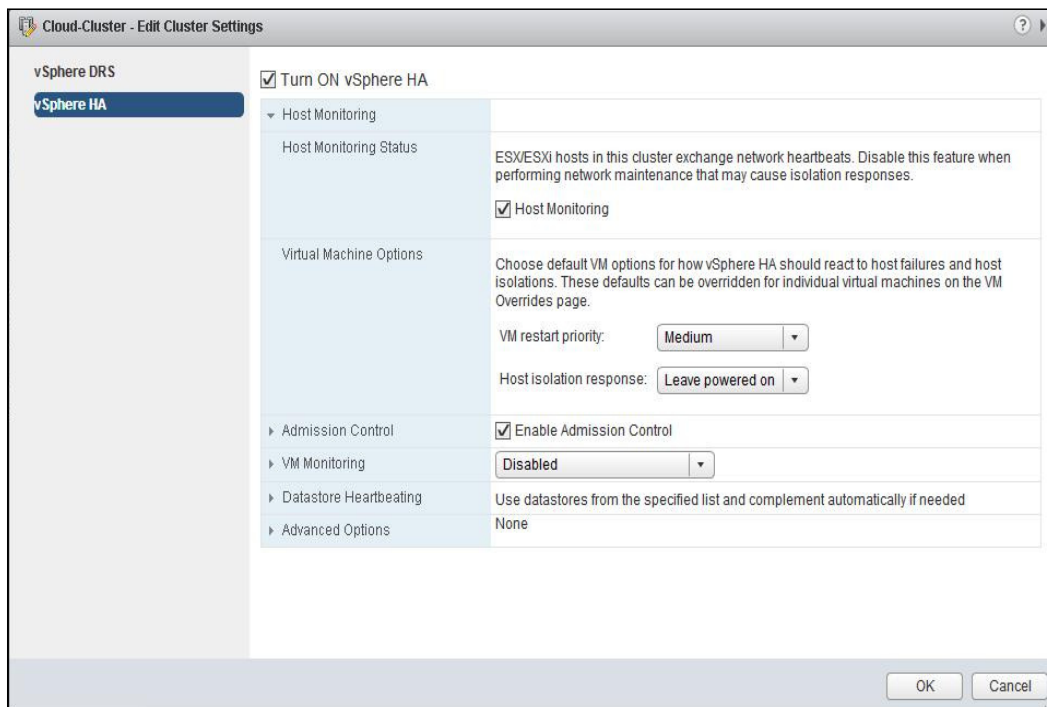 Cloud-Cluster - Edit Cluster Settings
?
vSphere DRS
vSphere HA
Turn ON vSphere HA
Host Monitoring
Host Monitoring Status
ESX/ESXi hosts in this cluster exchange network heartbeats. Disable this feature when
performing network maintenance that may cause isolation responses.
Host Monitoring
Virtual Machine Options
Choose default VM options for how vSphere HA should react to host failures and host
isolations. These defaults can be overridden for individual virtual machines on the VM
Overrides page.
VM restart priority: Medium
Host isolation response: Leave powered on
Admission Control Enable Admission Control
VM Monitoring Disabled
Datastore Heartbeating Use datastores from the specified list and complement automatically if needed
Advanced Options None
OK Cancel